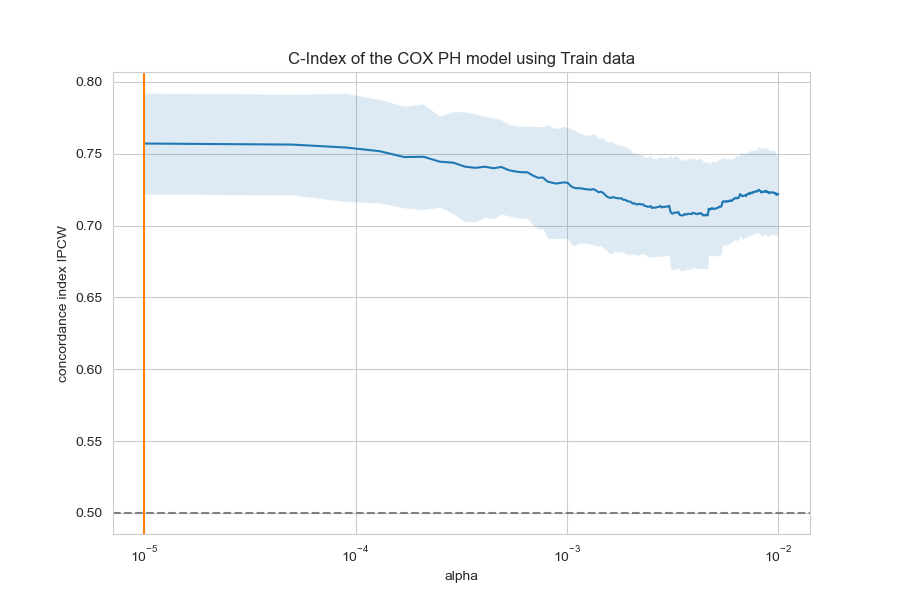 C-Index of the COX PH model using Train data
concordance index IPCW
0.80
0.75
0.70
0.65
0.60
0.55
0.50
10⁻⁵ 10⁻⁴ 10⁻³ 10⁻²
alpha